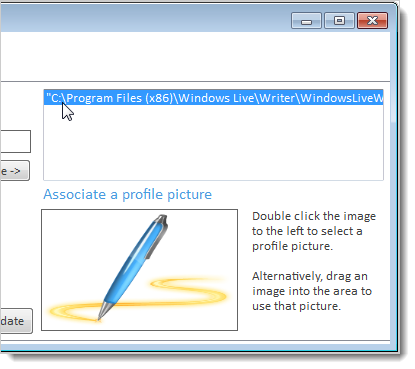 "C:\Program Files (x86)\Windows Live\Writer\WindowsLiveW
e ->
Associate a profile picture
Double click the image
to the left to select a
profile picture.
Alternatively, drag an
image into the area to
use that picture.
date